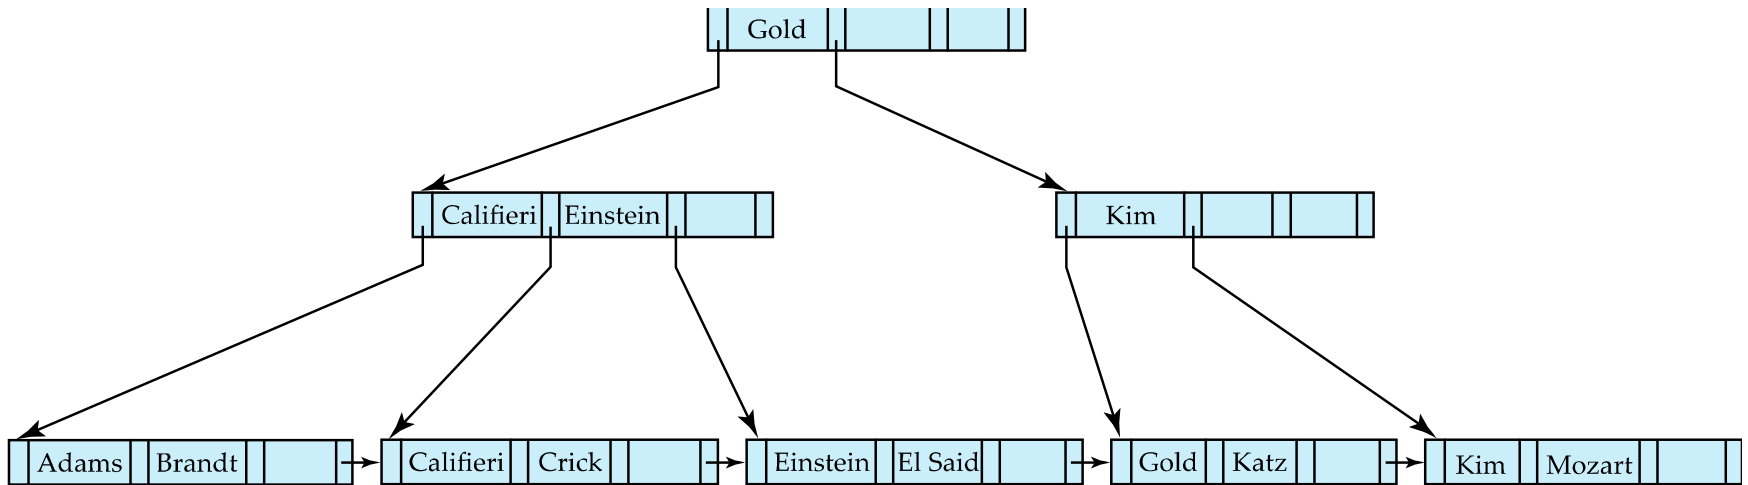 Gold
Califieri Einstein Kim
Adams Brandt Califieri Crick Einstein El Said Gold Katz Kim Mozart